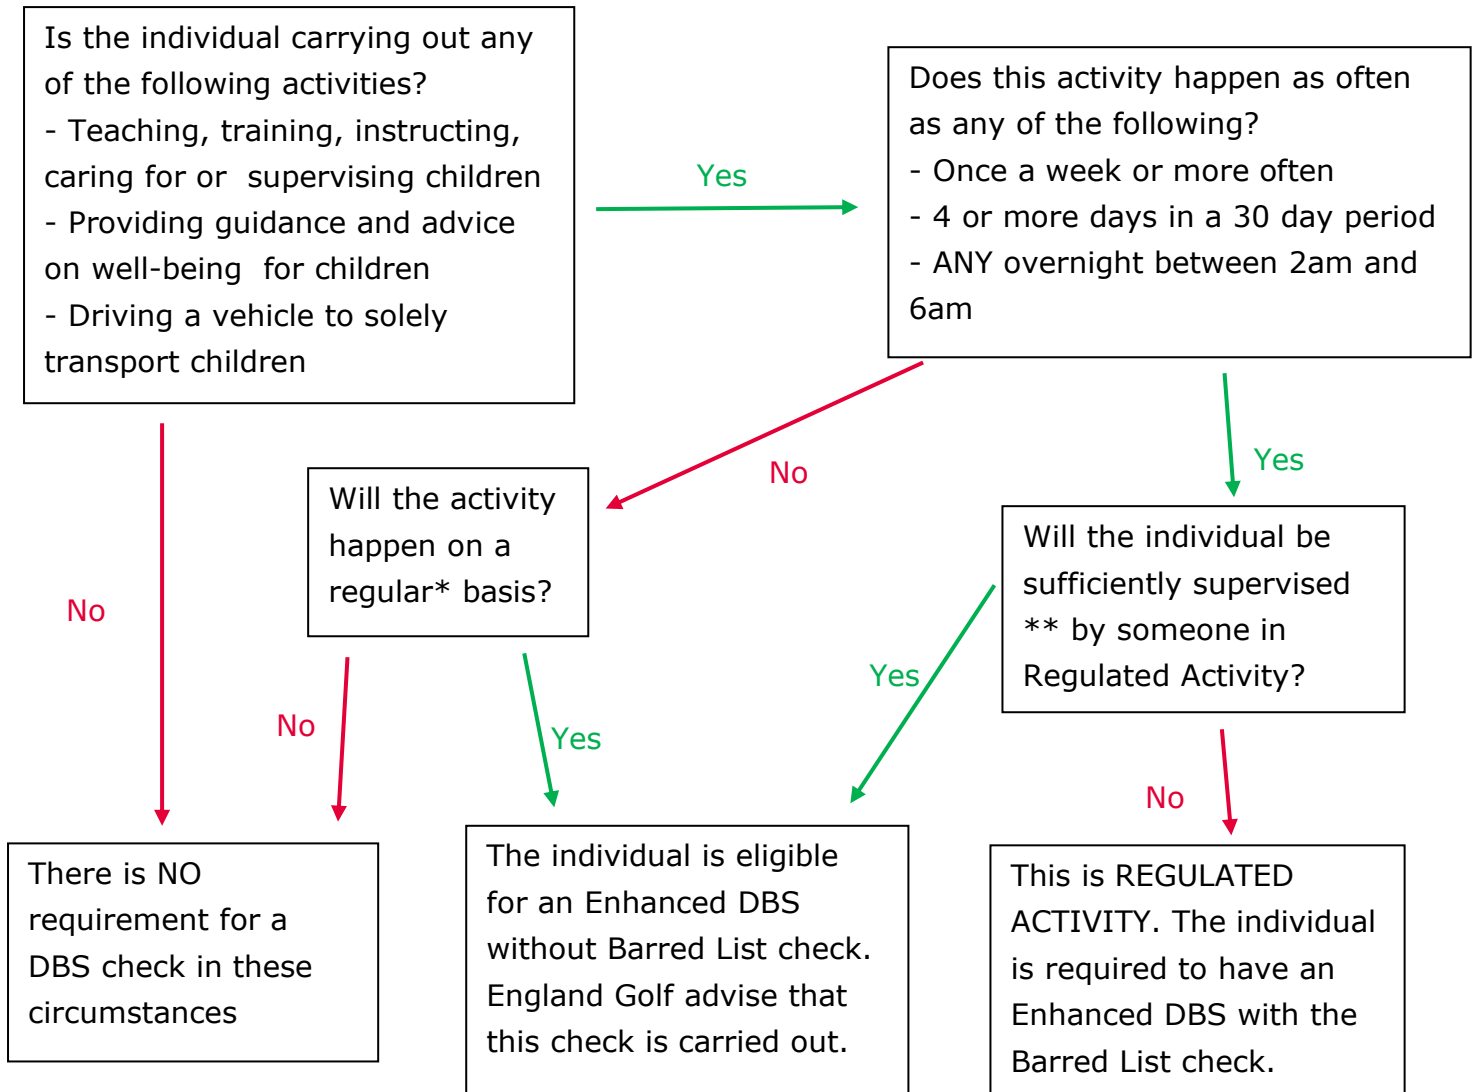 Is the individual carrying out any
of the following activities?
- Teaching, training, instructing,
caring for or  supervising children
- Providing guidance and advice
on well-being  for children
- Driving a vehicle to solely
transport children
Yes
Does this activity happen as often
as any of the following?
- Once a week or more often
- 4 or more days in a 30 day period
- ANY overnight between 2am and
6am
No
No
Yes
Will the activity
happen on a
regular* basis?
Will the individual be
sufficiently supervised
** by someone in
Regulated Activity?
No
Yes
Yes
No
There is NO
requirement for a
DBS check in these
circumstances
The individual is eligible
for an Enhanced DBS
without Barred List check.
England Golf advise that
this check is carried out.
This is REGULATED
ACTIVITY. The individual
is required to have an
Enhanced DBS with the
Barred List check.